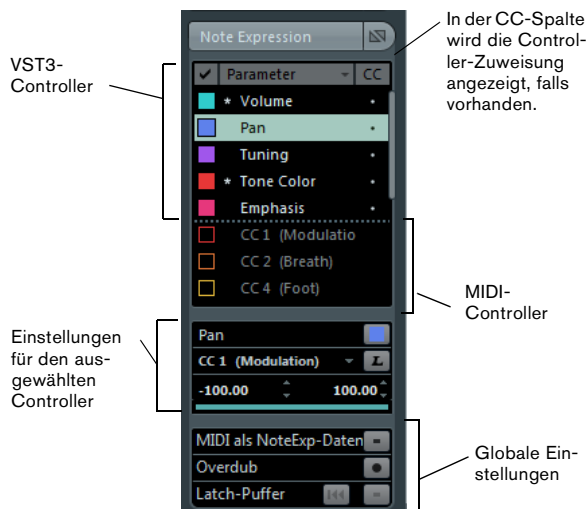 VST3-
Controller
Einstellungen
für den aus-
gewählten
Controller
Note Expression
Parameter CC
* Volume
Pan
Tuning
* Tone Color
Emphasis
CC 1 (Modulatio
CC 2 (Breath)
CC 4 (Foot)
Pan
CC 1 (Modulation) L
-100.00 100.00
MIDI als NoteExp-Daten
Overdub
Latch-Puffer
In der CC-Spalte
wird die Control-
ler-Zuweisung
angezeigt, falls
vorhanden.
MIDI-
Controller
Globale Ein-
stellungen